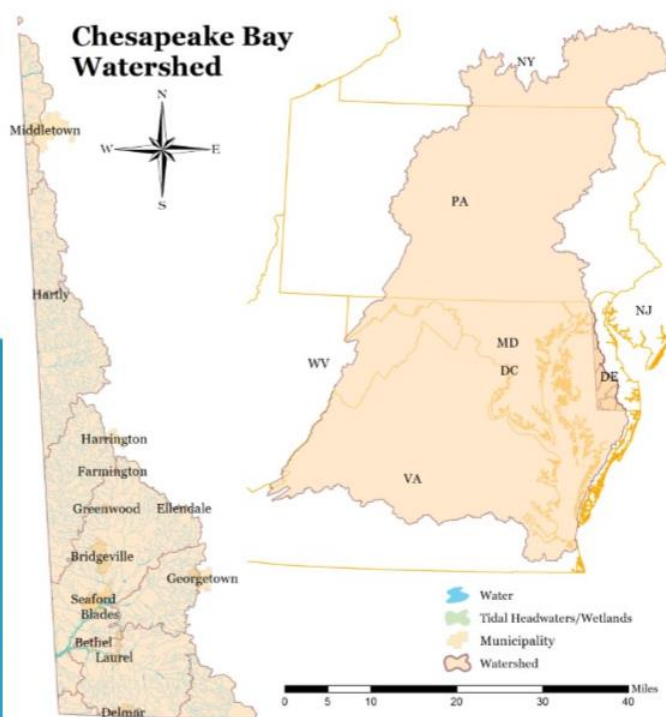 Chesapeake Bay
Watershed
N
W
E
S
Middletown
Hartly
Harrington
Farmington
Greenwood
Ellendale
Bridgeville
Georgetown
Seaford
Blades
Bethel
Laurel
Delmar
NY
PA
NJ
MD
WV
DC
DE
VA
Water
Tidal Headwaters/Wetlands
Municipality
Watershed
Miles
0 5 10 20 30 40